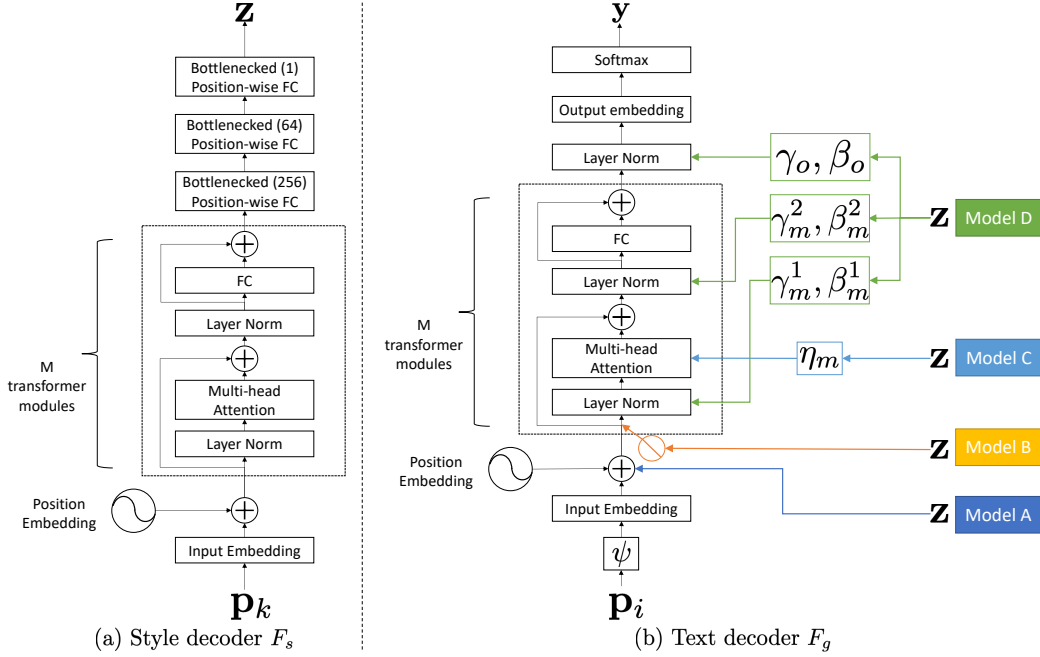 z
Bottlenecked (1)
Position-wise FC
Bottlenecked (64)
Position-wise FC
Bottlenecked (256)
Position-wise FC
FC
Layer Norm
Multi-head
Attention
Layer Norm
M
transformer
modules
Position
Embedding
Input Embedding
p_k
(a) Style decoder F_s
y
Softmax
Output embedding
Layer Norm
FC
Layer Norm
Multi-head
Attention
Layer Norm
M
transformer
modules
Position
Embedding
Input Embedding
ψ
p_i
γ_o, β_o
γ_m^2, β_m^2
γ_m^1, β_m^1
z Model D
η_m
z Model C
z Model B
z Model A
(b) Text decoder F_g